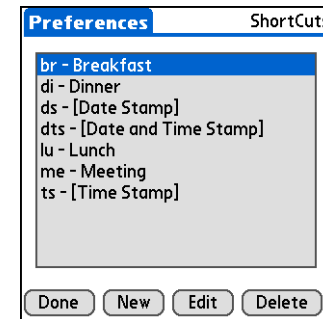 Preferences ShortCuts
br - Breakfast
di - Dinner
ds - [Date Stamp]
dts - [Date and Time Stamp]
lu - Lunch
me - Meeting
ts - [Time Stamp]
Done New Edit Delete